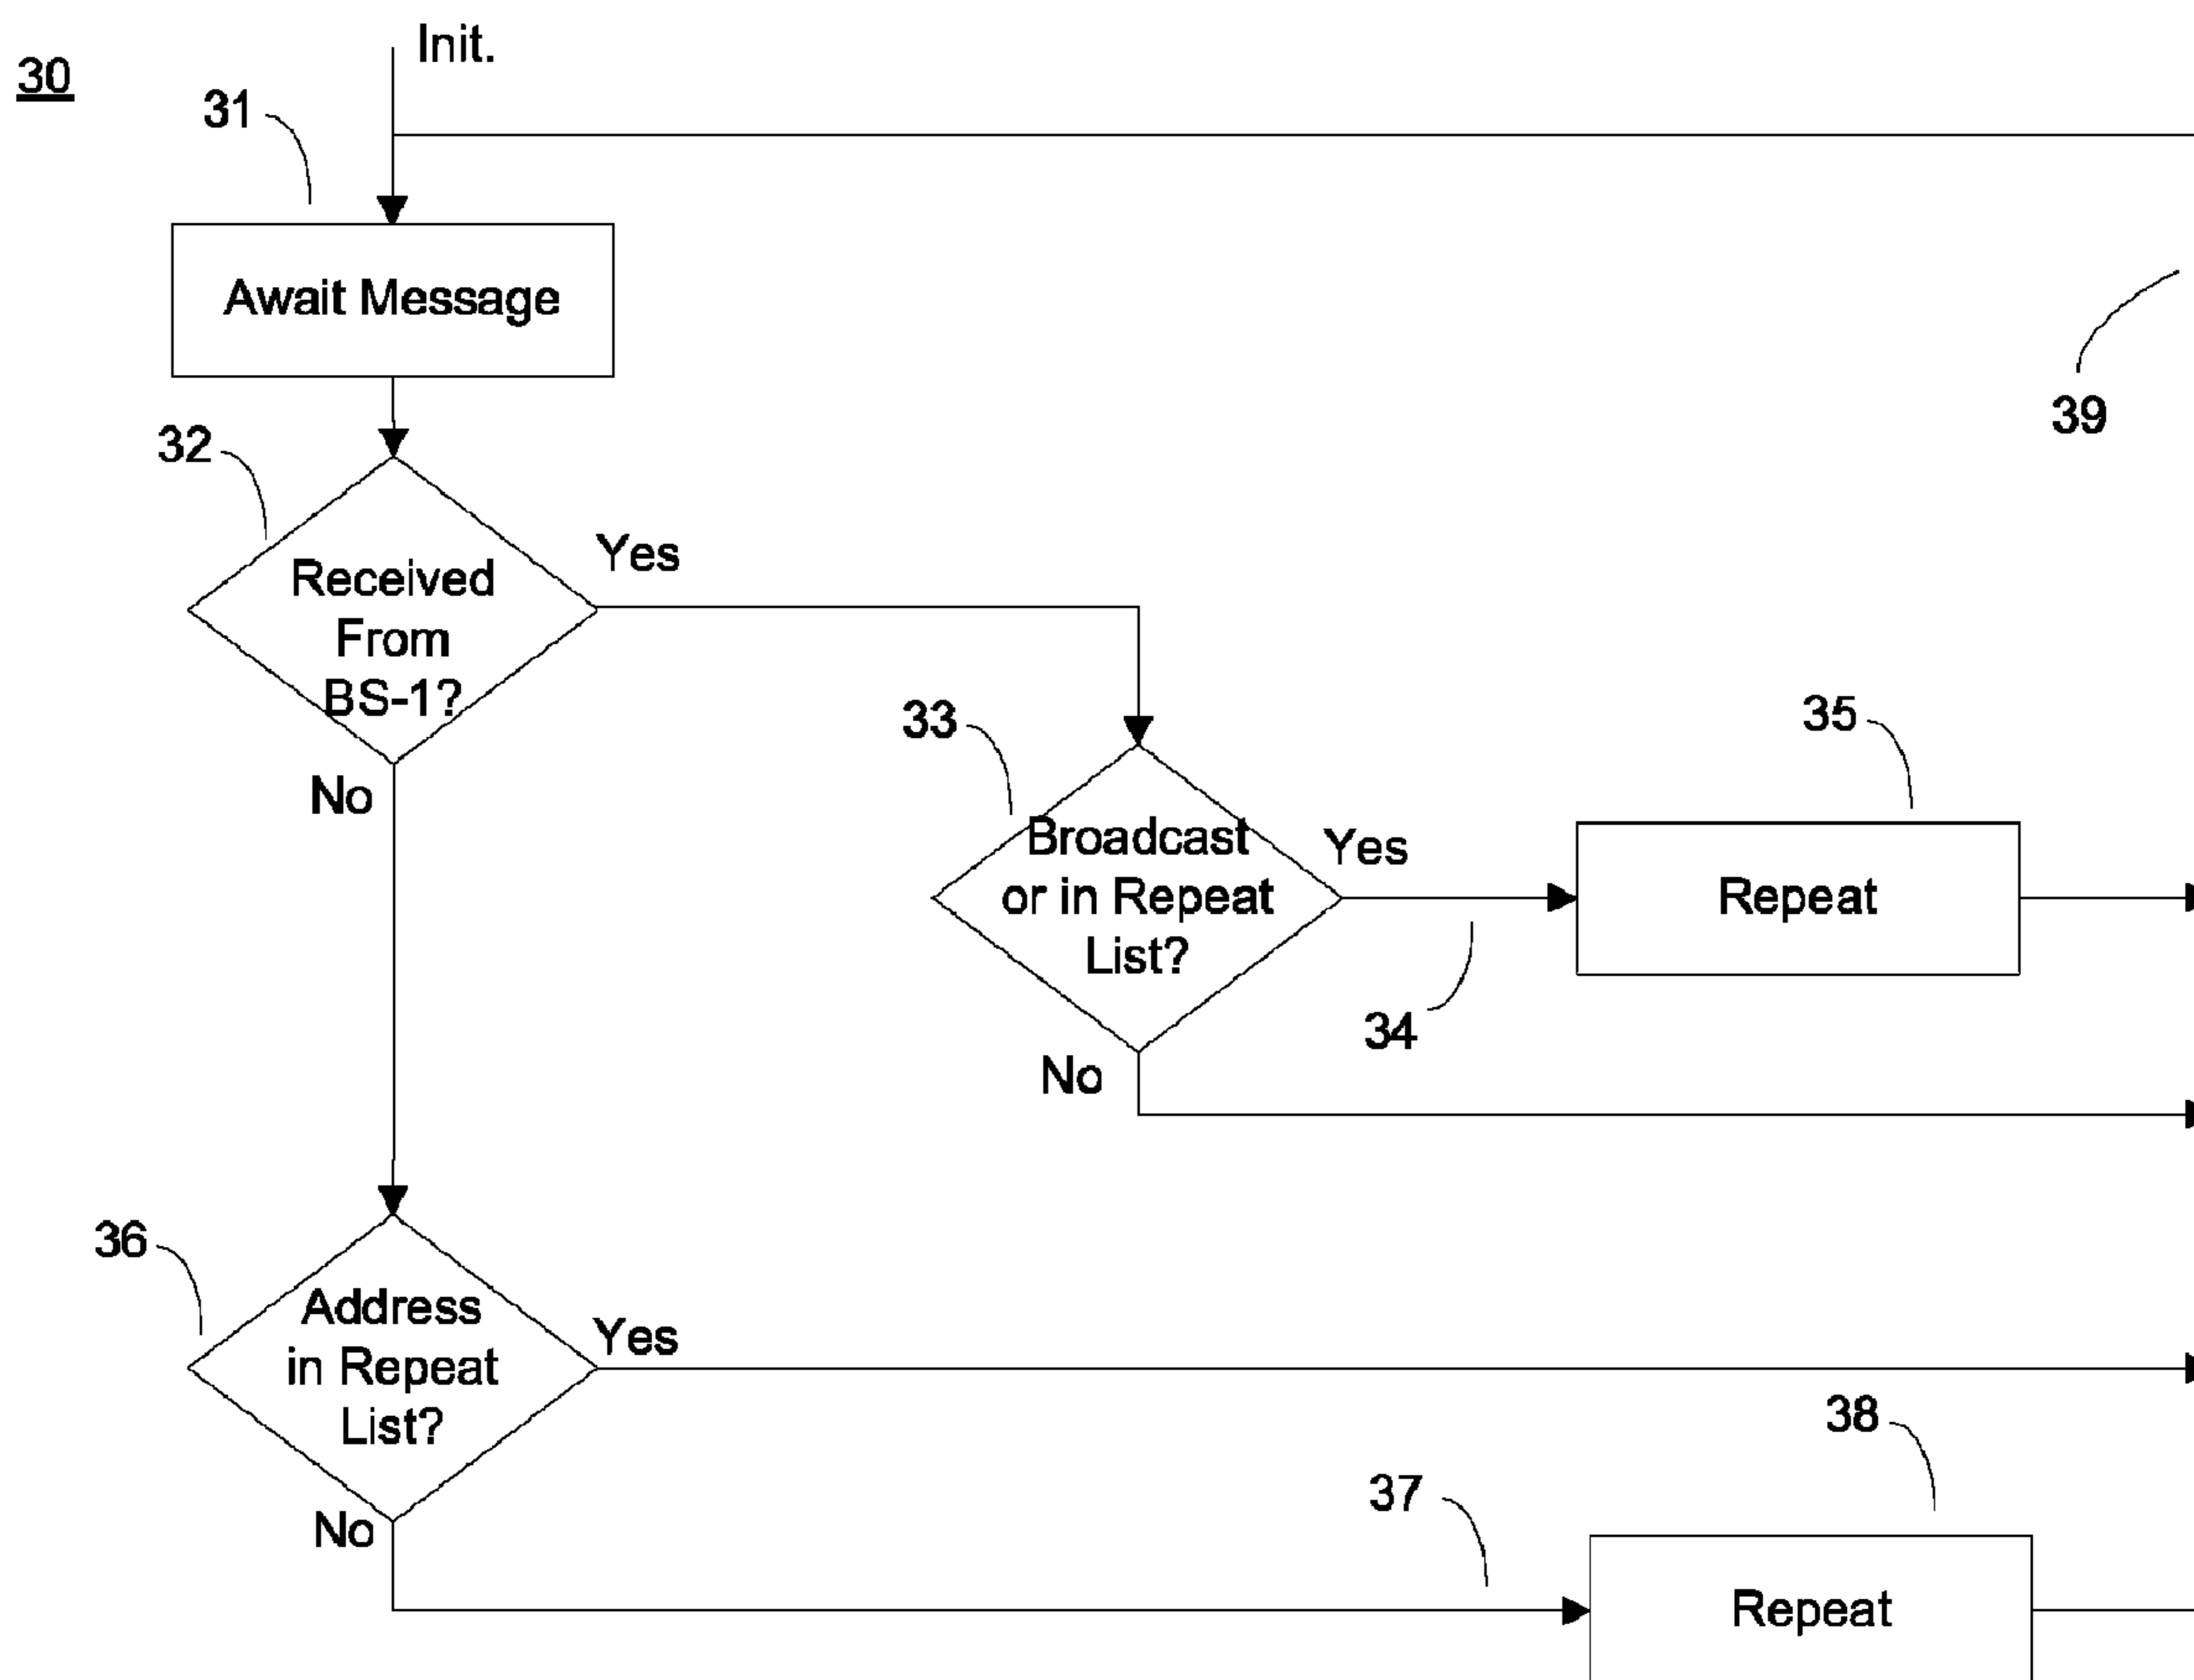 Init.
30
31
Await Message
39
32
Received
From
BS-1?
Yes
No
33
Broadcast
or in Repeat
List?
Yes
34
No
35
Repeat
36
Address
in Repeat
List?
Yes
No
37
38
Repeat